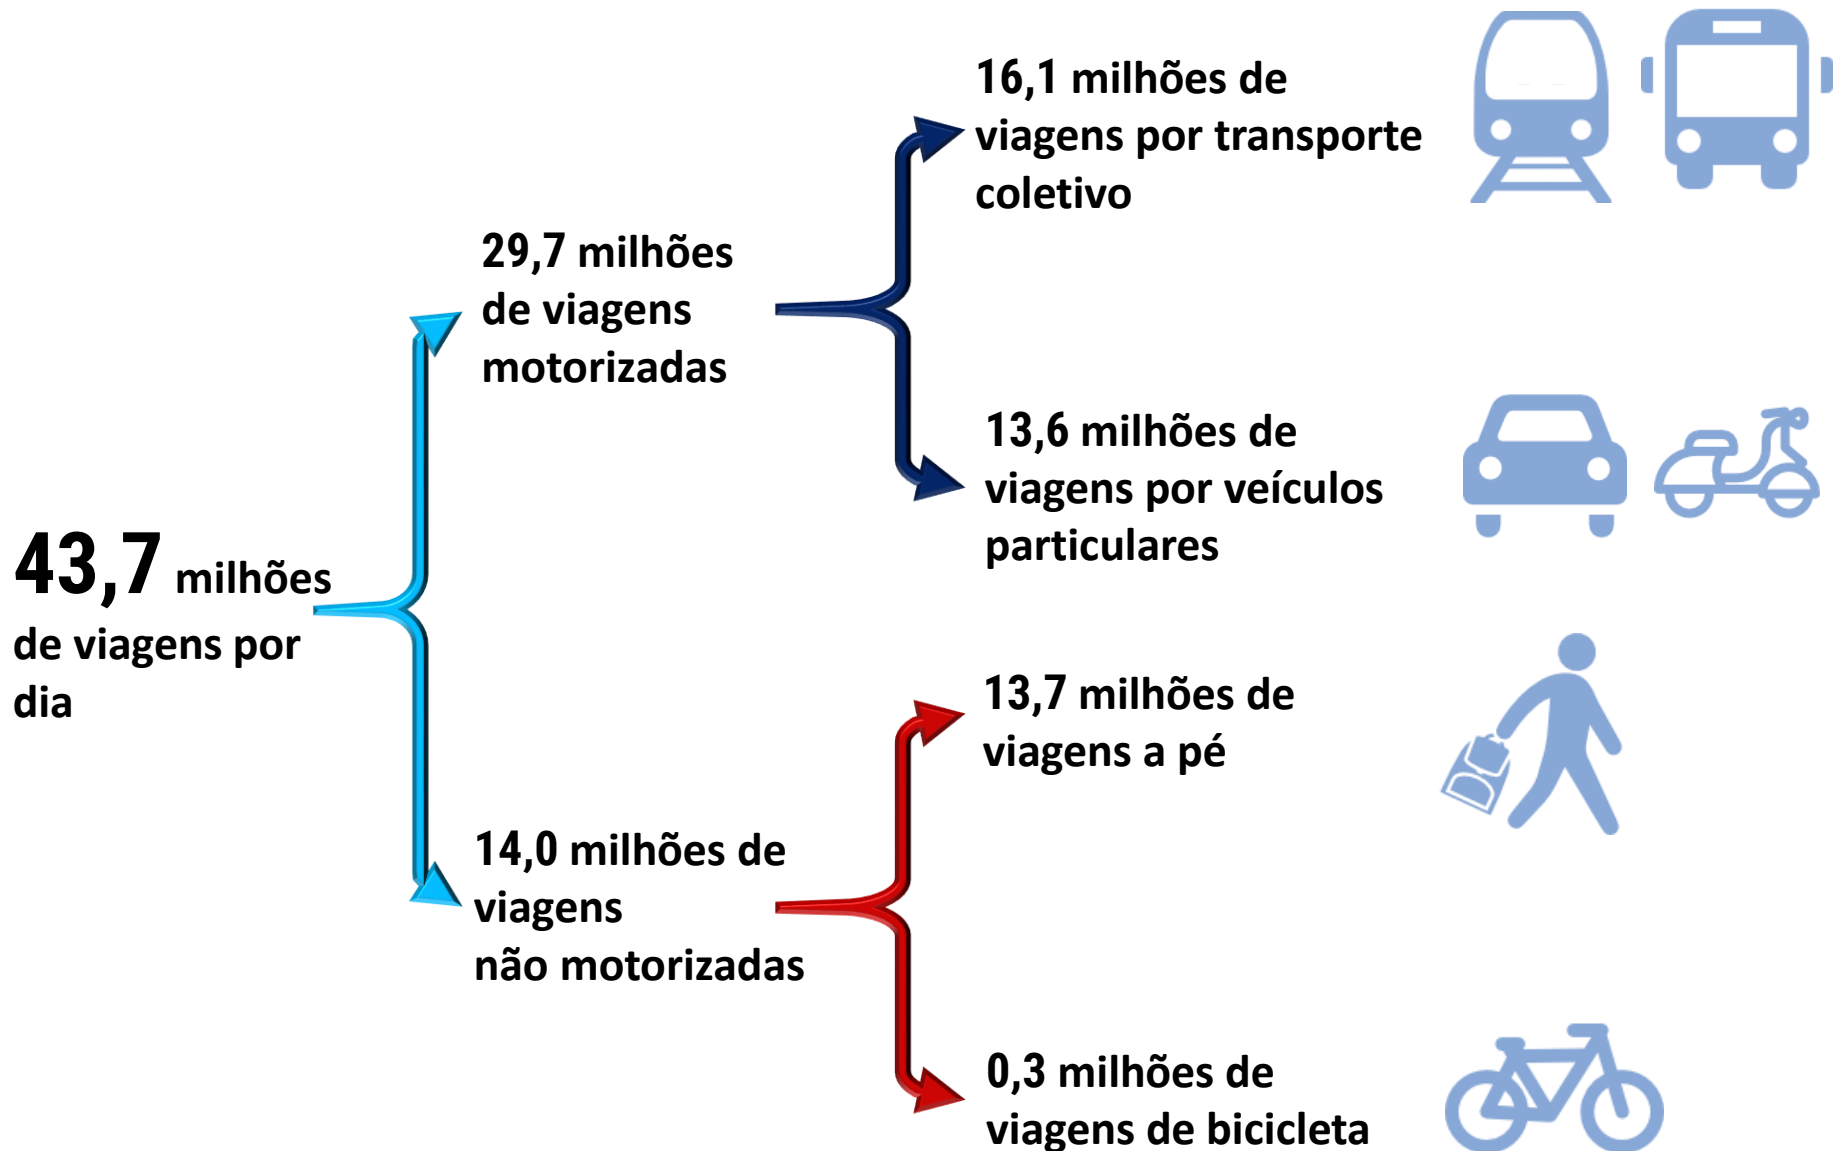 43,7 milhões
de viagens por
dia
29,7 milhões
de viagens
motorizadas
16,1 milhões de
viagens por transporte
coletivo
13,6 milhões de
viagens por veículos
particulares
14,0 milhões de
viagens
não motorizadas
13,7 milhões de
viagens a pé
0,3 milhões de
viagens de bicicleta